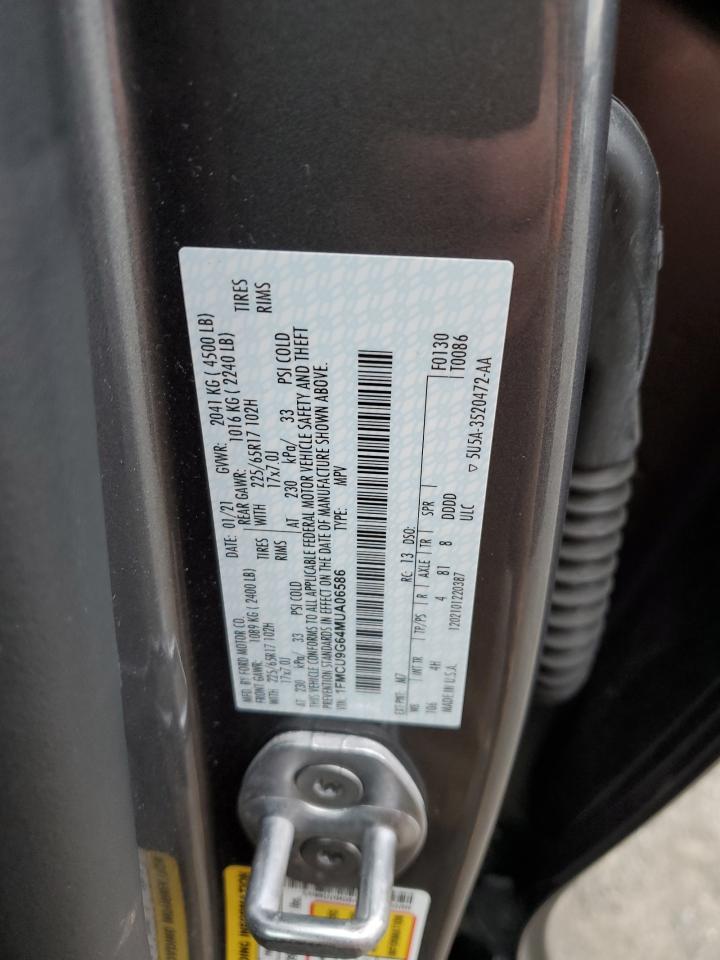 MFD. BY FORD MOTOR CO. DATE: 01/21 GVWR: 2041 KG ( 4500 LB)
FRONT GAWR: 1089 KG ( 2400 LB) REAR GAWR: 1016 KG ( 2240 LB)
WITH 225/65R17 102H TIRES WITH 225/65R17 102H TIRES
17x7.0J RIMS 17x7.0J RIMS
AT 230 kPa/ 33 PSI COLD AT 230 kPa/ 33 PSI COLD
THIS VEHICLE CONFORMS TO ALL APPLICABLE FEDERAL MOTOR VEHICLE SAFETY AND THEFT
PREVENTION STANDARDS IN EFFECT ON THE DATE OF MANUFACTURE SHOWN ABOVE.
VIN: 1FMCU9G64MUA06586 TYPE: MPV
EXT PNT: M7 RC: 13 DSO: F0130
WB INT TR TP/PS R AXLE TR SPR T0086
106 4H 4 81 8 DDDD
MADE IN U.S.A. 1202101220387 ULC
▽ 5U5A-3520472-AA
DING INFORMATION